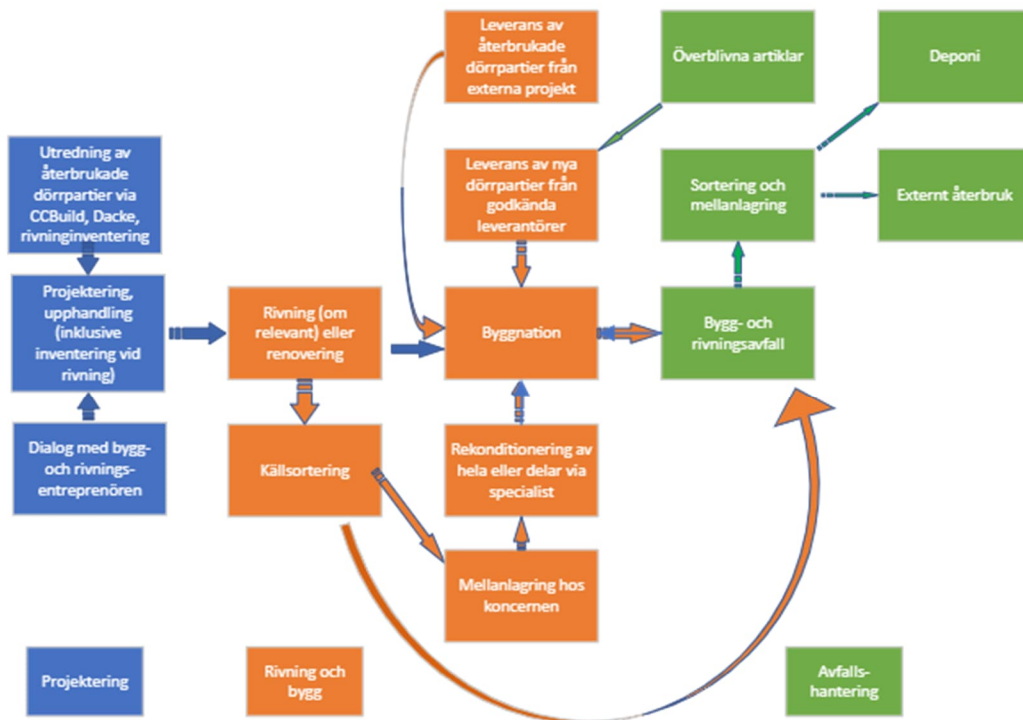 Leverans av
återbrukade
dörrpartier från
externa projekt
Överblivna artiklar
Deponi
Utredning av
återbrukade
dörrpartier via
CCBuild, Dacke,
rivninginventering
Leverans av nya
dörrpartier från
godkända
leverantörer
Sortering och
mellanlagring
Externt återbruk
Projektering,
upphandling
(inklusive
inventering vid
rivning)
Rivning (om
relevant) eller
renovering
Byggnation
Bygg- och
rivningsavfall
Dialog med bygg-
och rivnings-
entreprenören
Källsortering
Rekonditionering av
hela eller delar via
specialist
Mellanlagring hos
koncernen
Projektering
Rivning och
bygg
Avfalls-
hantering